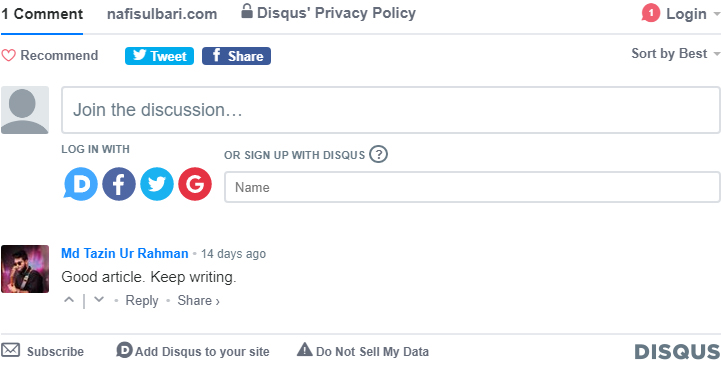 1 Comment nafisulbari.com Disqus' Privacy Policy 1 Login
Recommend Tweet f Share Sort by Best
Join the discussion…
LOG IN WITH OR SIGN UP WITH DISQUS ?
D f G Name
Md Tazin Ur Rahman • 14 days ago
Good article. Keep writing.
• Reply • Share ›
Subscribe D Add Disqus to your site Do Not Sell My Data DISQUS